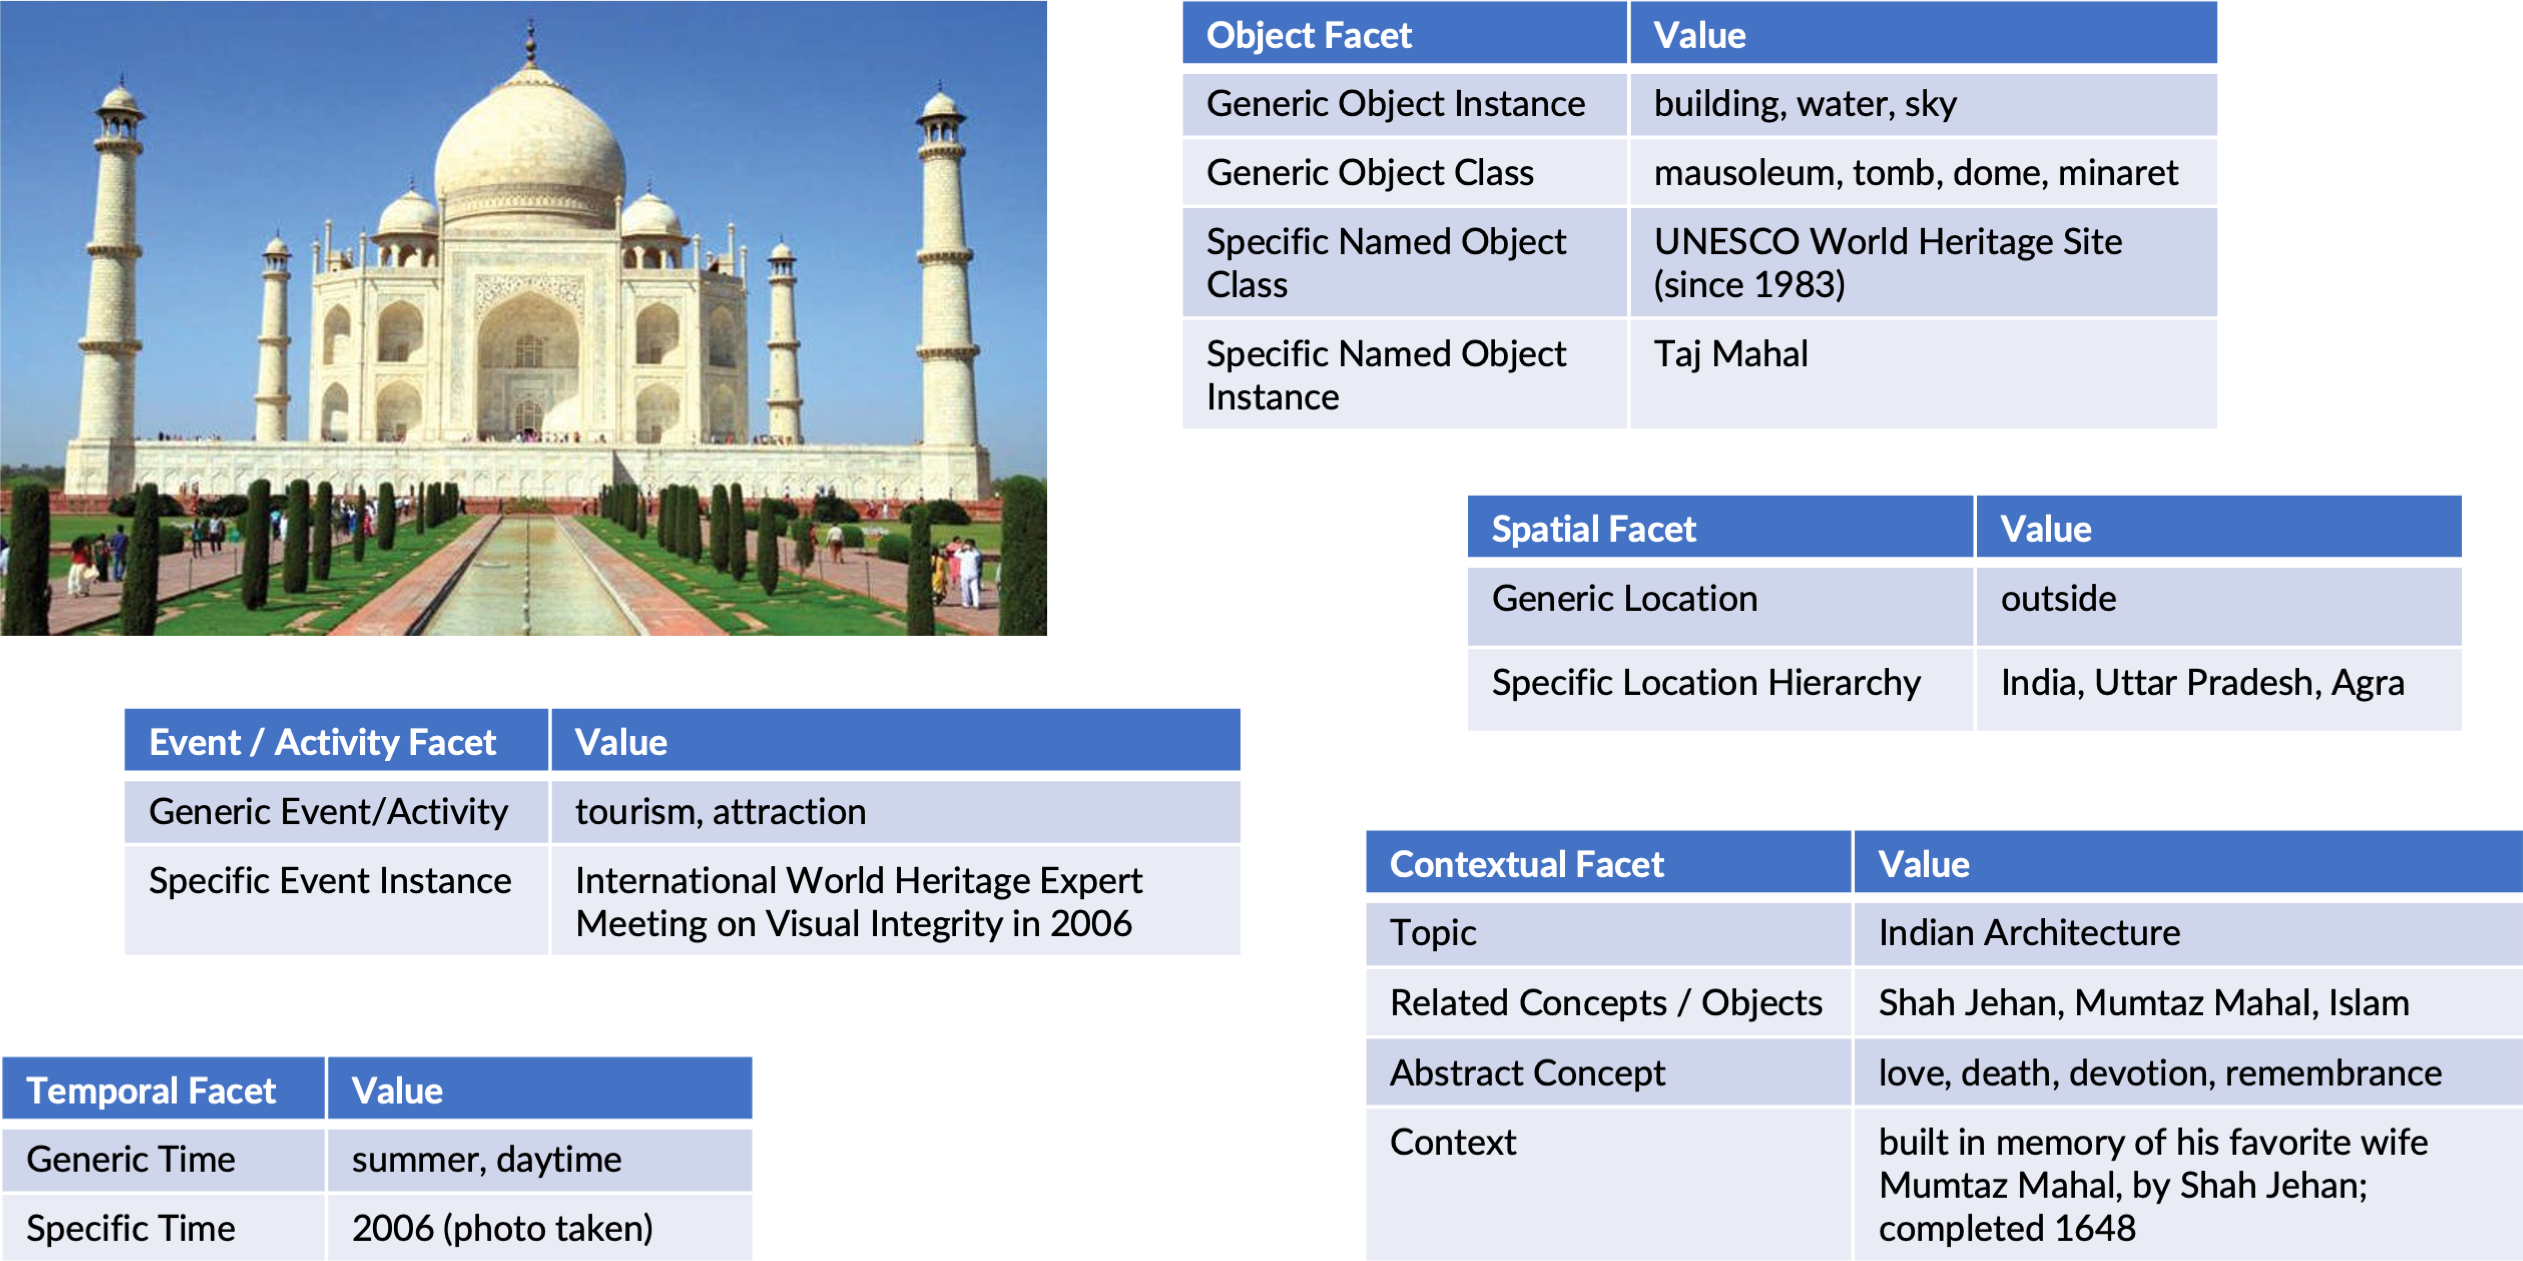 Object Facet Value
Generic Object Instance building, water, sky
Generic Object Class mausoleum, tomb, dome, minaret
Specific Named Object UNESCO World Heritage Site
Class (since 1983)
Specific Named Object Taj Mahal
Instance
Spatial Facet Value
Generic Location outside
Specific Location Hierarchy India, Uttar Pradesh, Agra
Event / Activity Facet Value
Generic Event/Activity tourism, attraction
Specific Event Instance International World Heritage Expert
Meeting on Visual Integrity in 2006
Contextual Facet Value
Topic Indian Architecture
Related Concepts / Objects Shah Jehan, Mumtaz Mahal, Islam
Abstract Concept love, death, devotion, remembrance
Context built in memory of his favorite wife
Mumtaz Mahal, by Shah Jehan;
completed 1648
Temporal Facet Value
Generic Time summer, daytime
Specific Time 2006 (photo taken)